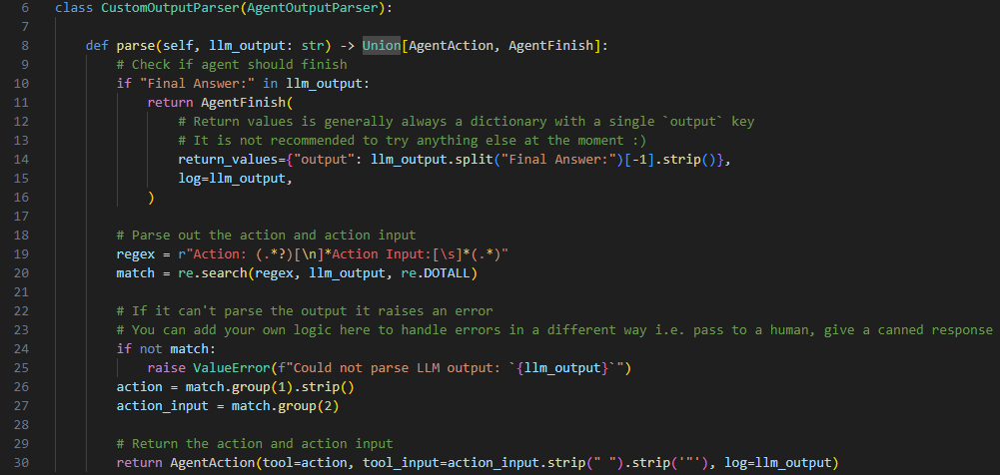 6 class CustomOutputParser(AgentOutputParser):
7
8     def parse(self, llm_output: str) -> Union[AgentAction, AgentFinish]:
9         # Check if agent should finish
10         if "Final Answer:" in llm_output:
11             return AgentFinish(
12                 # Return values is generally always a dictionary with a single `output` key
13                 # It is not recommended to try anything else at the moment :)
14                 return_values={"output": llm_output.split("Final Answer:")[-1].strip()},
15                 log=llm_output,
16             )
17
18         # Parse out the action and action input
19         regex = r"Action: (.*?)[\n]*Action Input:[\s]*(.*)"
20         match = re.search(regex, llm_output, re.DOTALL)
21
22         # If it can't parse the output it raises an error
23         # You can add your own logic here to handle errors in a different way i.e. pass to a human, give a canned response
24         if not match:
25             raise ValueError(f"Could not parse LLM output: `{llm_output}`")
26         action = match.group(1).strip()
27         action_input = match.group(2)
28
29         # Return the action and action input
30         return AgentAction(tool=action, tool_input=action_input.strip(" ").strip('"'), log=llm_output)